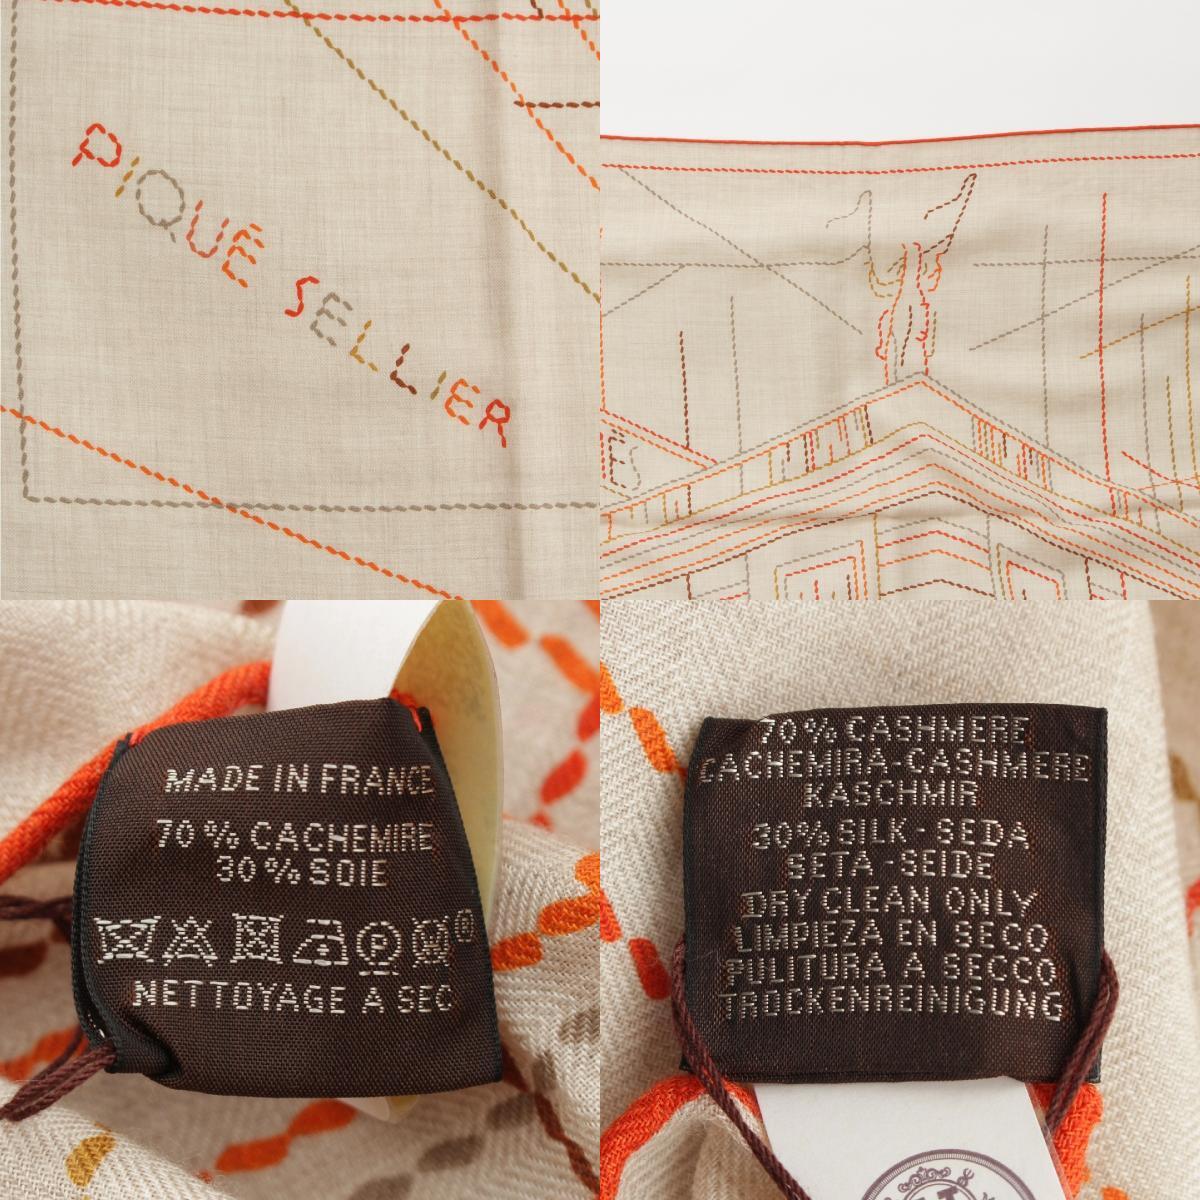 PIQUÉ SELLIER
ES
MADE IN FRANCE
70 % CACHEMIRE
30 % SOIE
NETTOYAGE A SEC
70 % CASHMERE
CACHEMIRA-CASHMERE
KASCHMIR
30% SILK - SEDA
SETA - SEIDE
DRY CLEAN ONLY
LIMPIEZA EN SECO
PULITURA A SECCO
TROCKENREINIGUNG